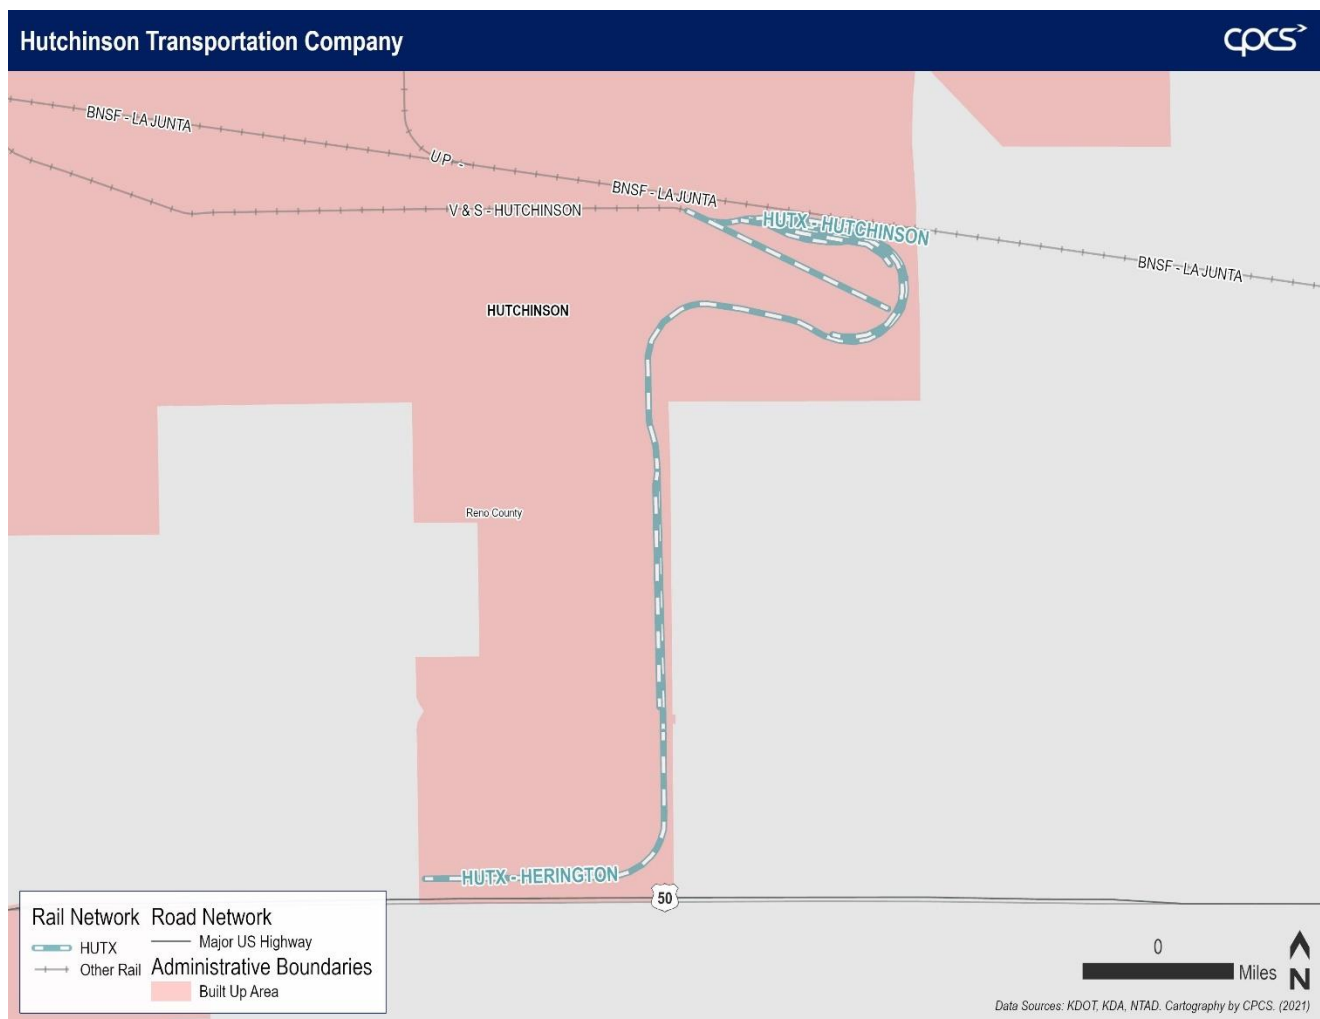 Hutchinson Transportation Company
cpcs
BNSF - LA JUNTA
UP -
BNSF - LA JUNTA
V & S - HUTCHINSON
HUTX - HUTCHINSON
BNSF - LA JUNTA
HUTCHINSON
Reno County
HUTX - HERINGTON
50
Rail Network
HUTX
Other Rail
Road Network
Major US Highway
Administrative Boundaries
Built Up Area
0
Miles
N
Data Sources: KDOT, KDA, NTAD. Cartography by CPCS. (2021)